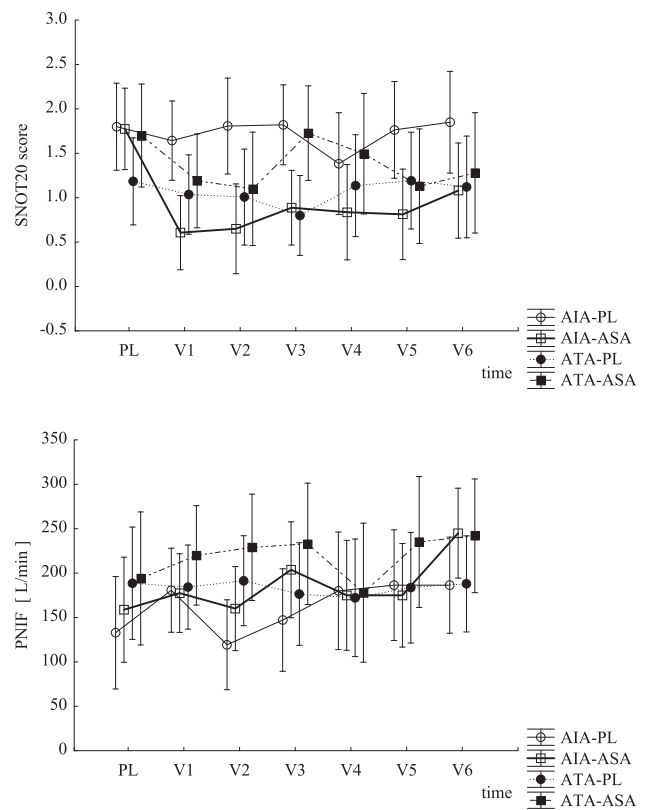 3.0
2.5
2.0
1.5
1.0
0.5
0.0
-0.5
SNOT20 score
PL V1 V2 V3 V4 V5 V6
time
AIA-PL
AIA-ASA
ATA-PL
ATA-ASA
350
300
250
200
150
100
50
0
PNIF [ L/min ]
PL V1 V2 V3 V4 V5 V6
time
AIA-PL
AIA-ASA
ATA-PL
ATA-ASA